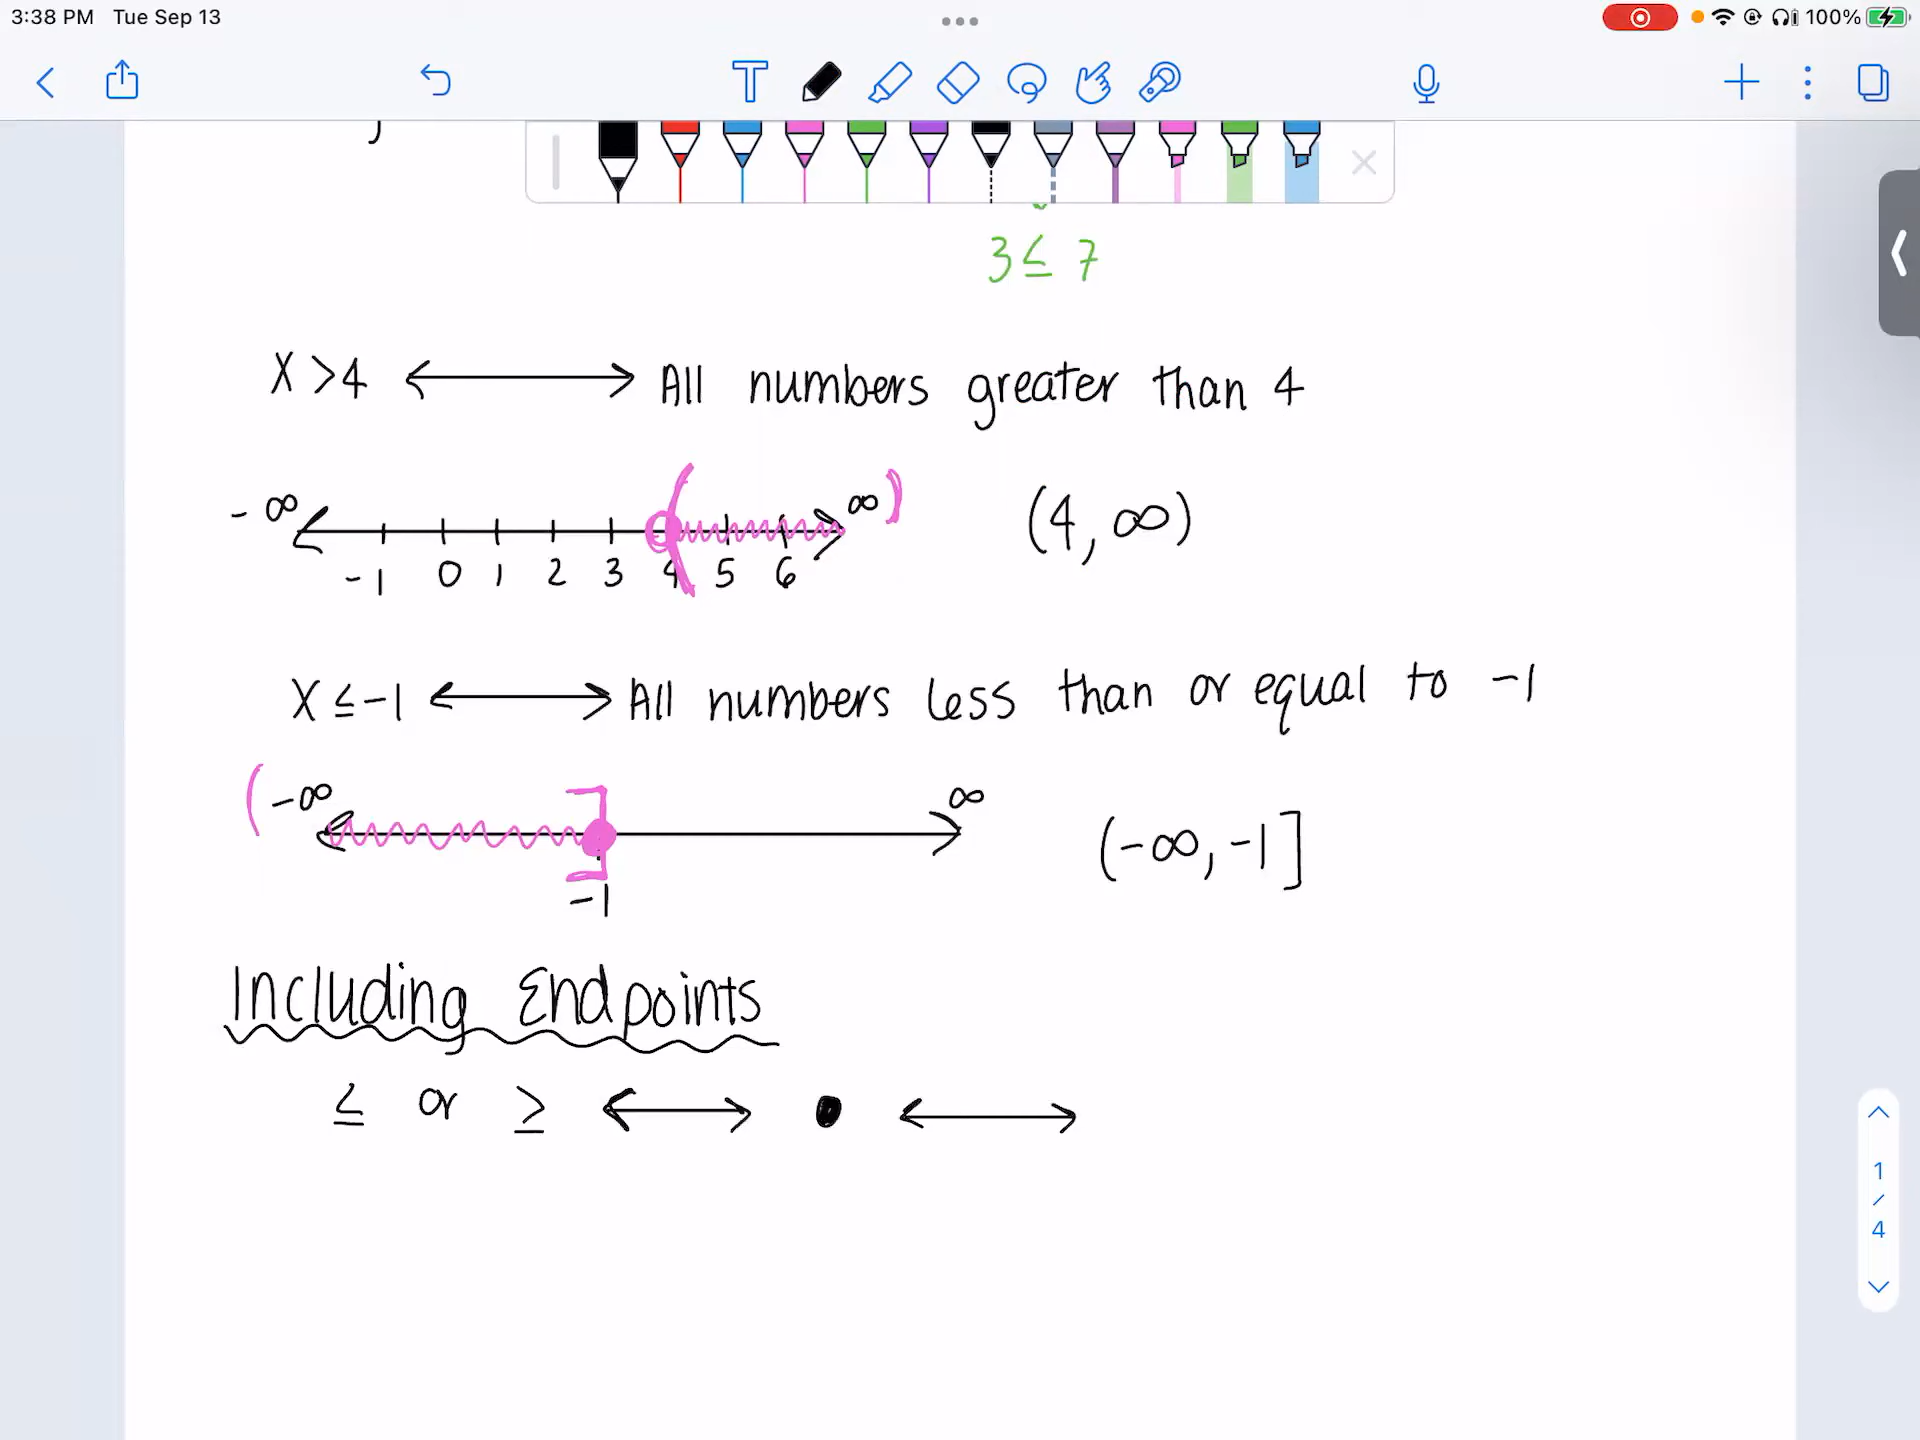 3:38 PM Tue Sep 13
100%
3 ≤ 7
X > 4 ⟷ All numbers greater than 4
-∞ ∞ )
( 
-1 0 1 2 3 4 5 6
(4, ∞)
X ≤ -1 ⟷ All numbers less than or equal to -1
( -∞ ] ∞
-1
(-∞, -1]
Including Endpoints
≤ or ≥ ⟷ • ⟷
1
/
4